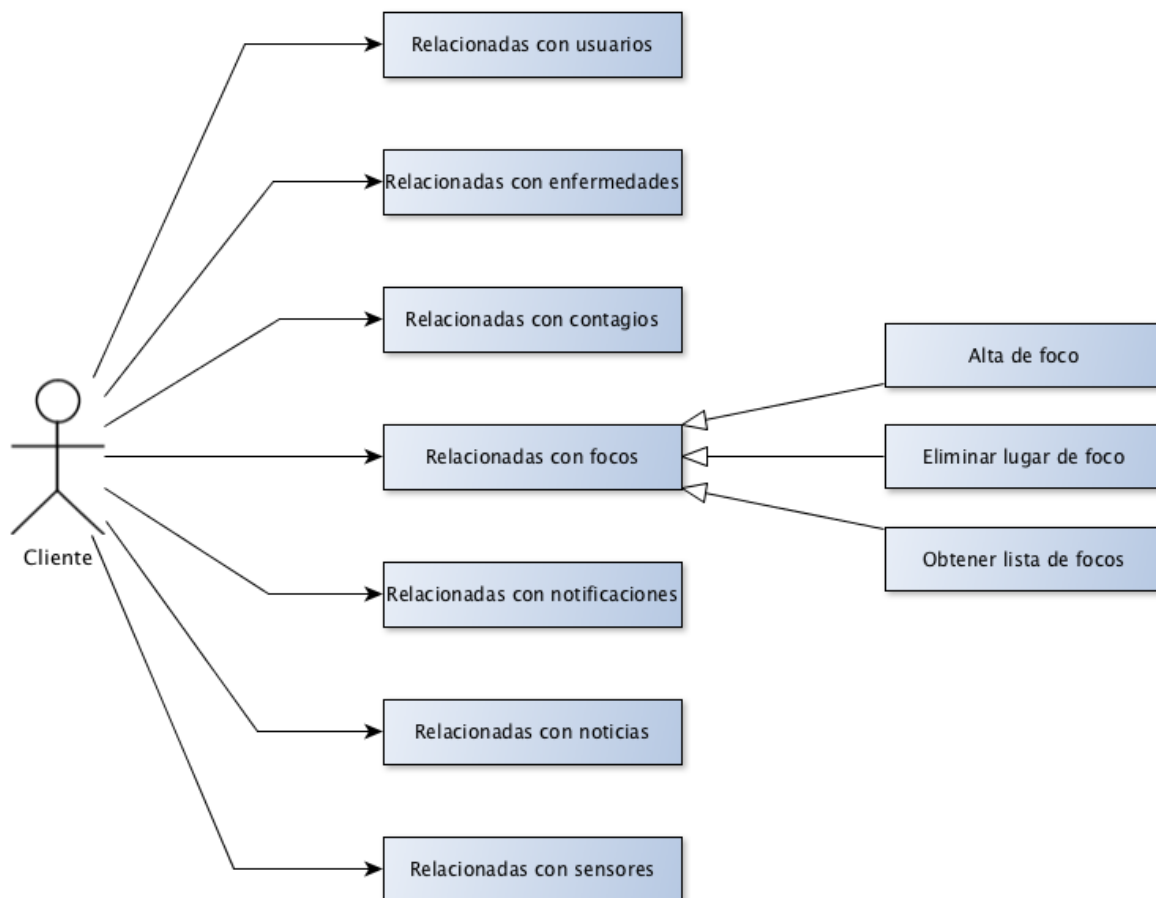 Relacionadas con usuarios
Relacionadas con enfermedades
Relacionadas con contagios
Alta de foco
Relacionadas con focos
Eliminar lugar de foco
Cliente
Obtener lista de focos
Relacionadas con notificaciones
Relacionadas con noticias
Relacionadas con sensores